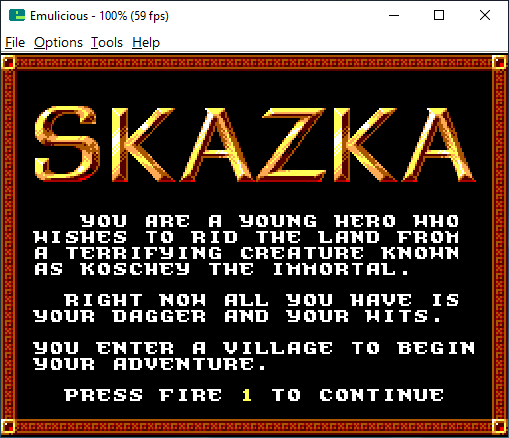 Emulicious - 100% (59 fps)
File Options Tools Help
SKAZKA
YOU ARE A YOUNG HERO WHO
WISHES TO RID THE LAND FROM
A TERRIFYING CREATURE KNOWN
AS KOSCHEY THE IMMORTAL.
RIGHT NOW ALL YOU HAVE IS
YOUR DAGGER AND YOUR WITS.
YOU ENTER A VILLAGE TO BEGIN
YOUR ADVENTURE.
PRESS FIRE 1 TO CONTINUE